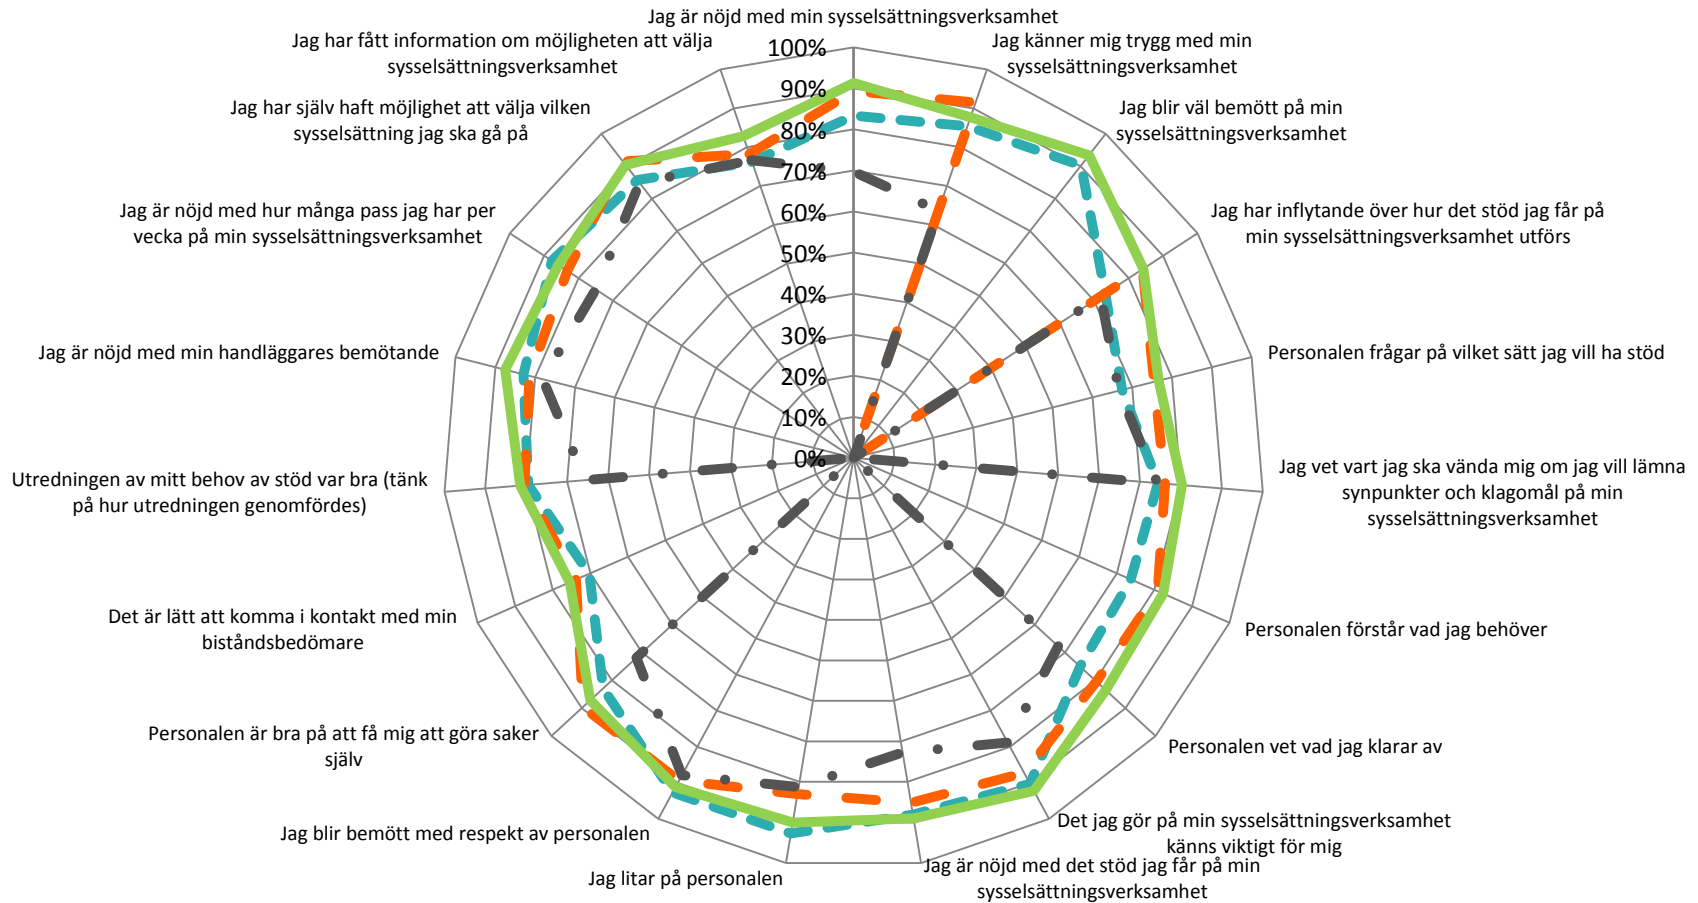 Jag är nöjd med min sysselsättningsverksamhet
Jag känner mig trygg med min
sysselsättningsverksamhet
Jag blir väl bemött på min
sysselsättningsverksamhet
Jag har inflytande över hur det stöd jag får på
min sysselsättningsverksamhet utförs
Personalen frågar på vilket sätt jag vill ha stöd
Jag vet vart jag ska vända mig om jag vill lämna
synpunkter och klagomål på min
sysselsättningsverksamhet
Personalen förstår vad jag behöver
Personalen vet vad jag klarar av
Det jag gör på min sysselsättningsverksamhet
känns viktigt för mig
Jag är nöjd med det stöd jag får på min
sysselsättningsverksamhet
Jag litar på personalen
Jag blir bemött med respekt av personalen
Personalen är bra på att få mig att göra saker
själv
Det är lätt att komma i kontakt med min
biståndsbedömare
Utredningen av mitt behov av stöd var bra (tänk
på hur utredningen genomfördes)
Jag är nöjd med min handläggares bemötande
Jag är nöjd med hur många pass jag har per
vecka på min sysselsättningsverksamhet
Jag har själv haft möjlighet att välja vilken
sysselsättning jag ska gå på
Jag har fått information om möjligheten att välja
sysselsättningsverksamhet
100%
90%
80%
70%
60%
50%
40%
30%
20%
10%
0%